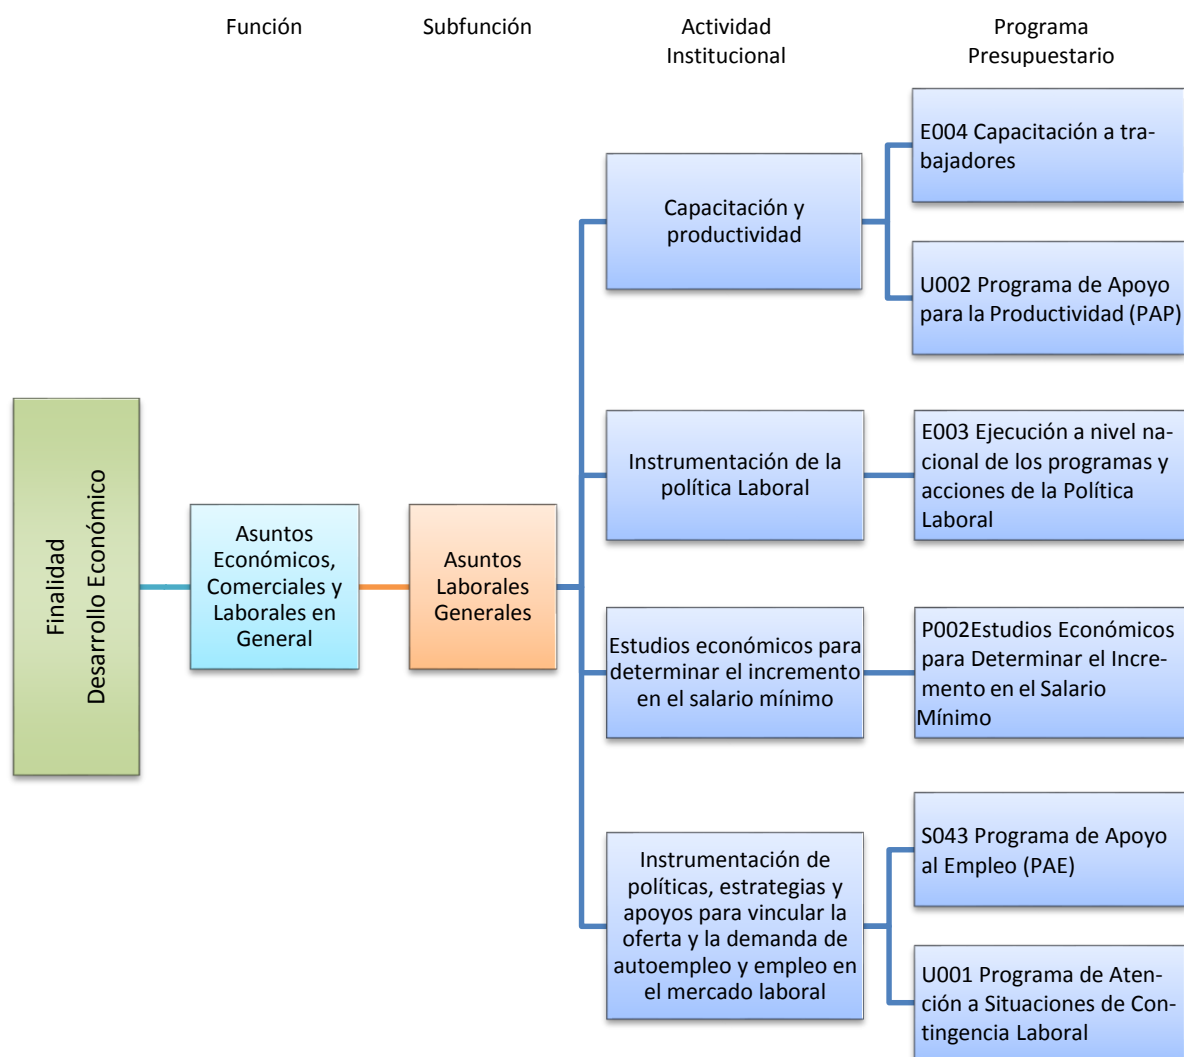 Función
Subfunción
Actividad
Institucional
Programa
Presupuestario
Finalidad
Desarrollo Económico
Asuntos
Económicos,
Comerciales y
Laborales en
General
Asuntos
Laborales
Generales
Capacitación y
productividad
E004 Capacitación a tra-
bajadores
U002 Programa de Apoyo
para la Productividad (PAP)
Instrumentación de la
política Laboral
E003 Ejecución a nivel na-
cional de los programas y
acciones de la Política
Laboral
Estudios económicos para
determinar el incremento
en el salario mínimo
P002Estudios Económicos
para Determinar el Incre-
mento en el Salario
Mínimo
Instrumentación de
políticas, estrategias y
apoyos para vincular la
oferta y la demanda de
autoempleo y empleo en
el mercado laboral
S043 Programa de Apoyo
al Empleo (PAE)
U001 Programa de Aten-
ción a Situaciones de Con-
tingencia Laboral